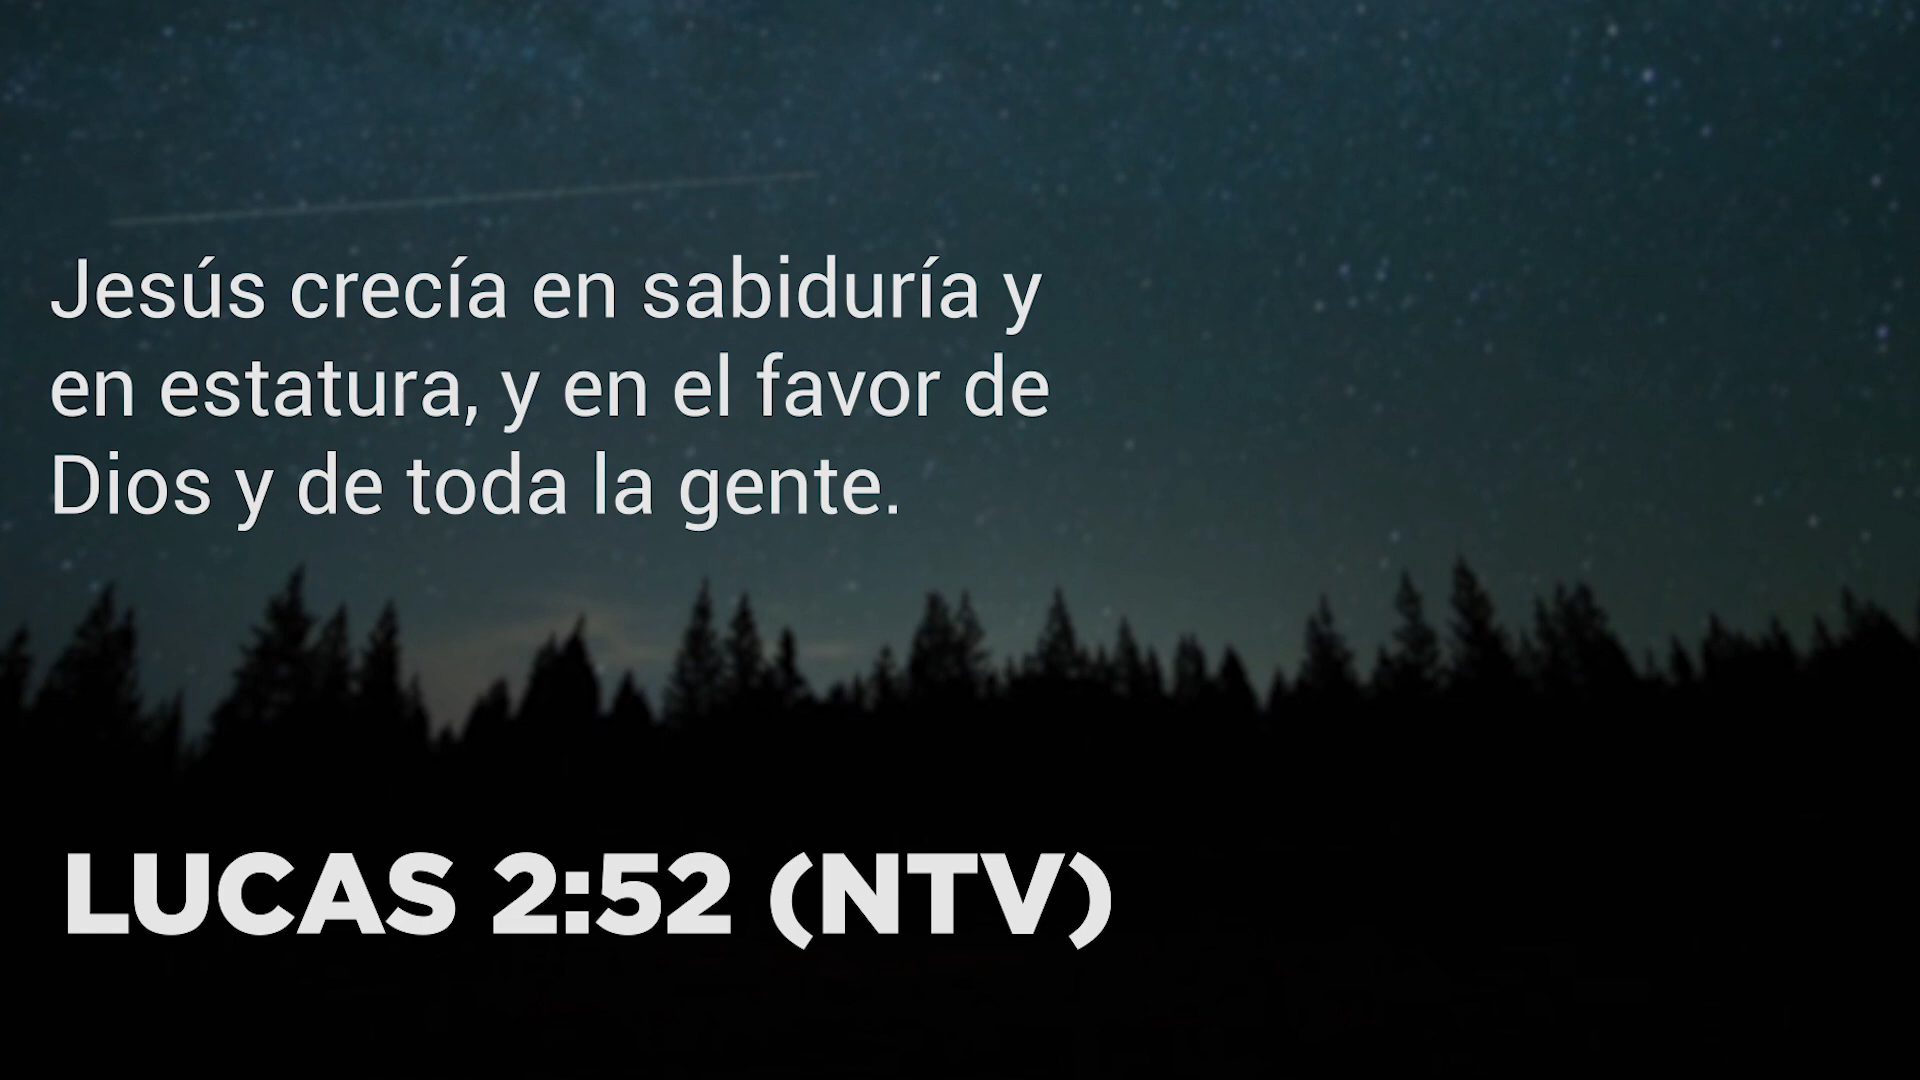 Jesús crecía en sabiduría y
en estatura, y en el favor de
Dios y de toda la gente.
LUCAS 2:52 (NTV)